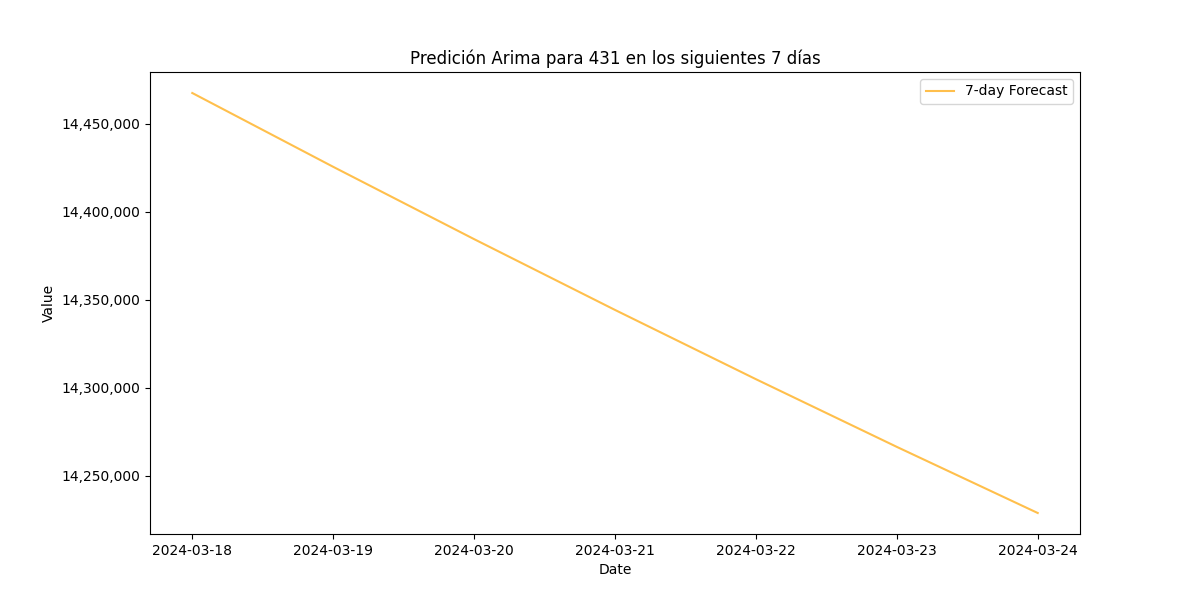 Predición Arima para 431 en los siguientes 7 días
7-day Forecast
14,450,000
14,400,000
14,350,000
14,300,000
14,250,000
Value
2024-03-18 2024-03-19 2024-03-20 2024-03-21 2024-03-22 2024-03-23 2024-03-24
Date